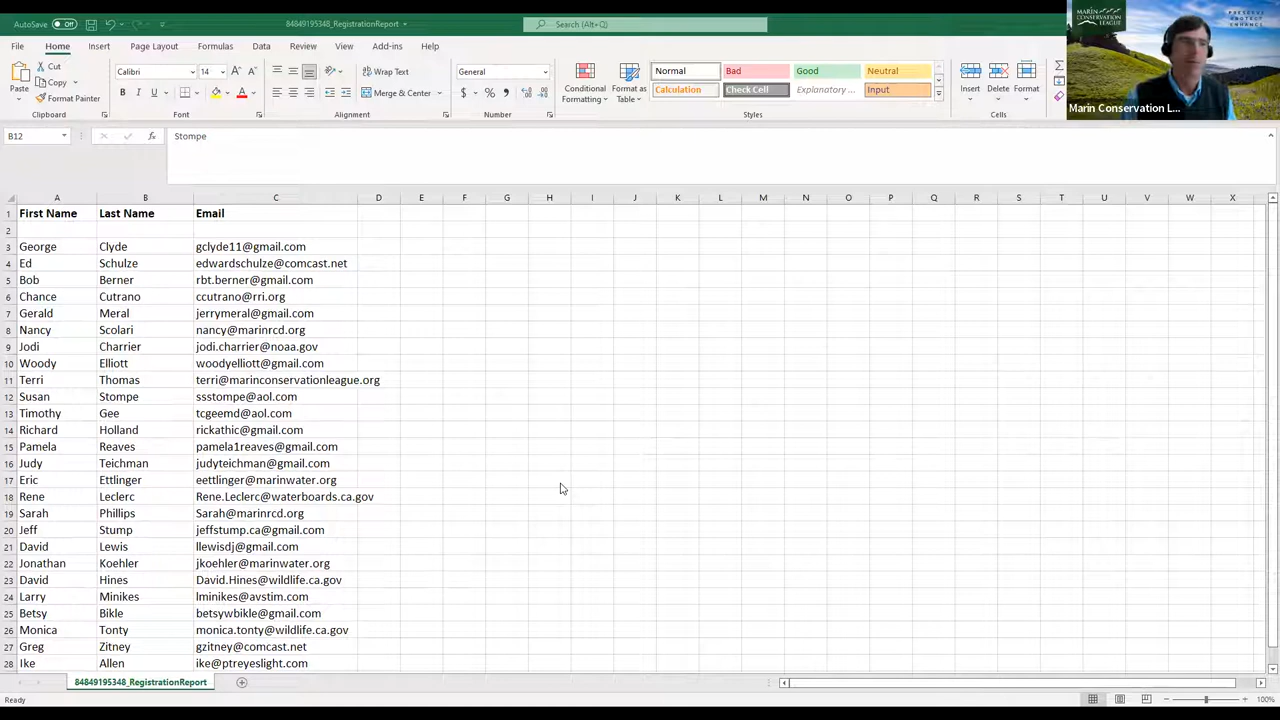 AutoSave Off 84849195348_RegistrationReport Search (Alt+Q)
File Home Insert Page Layout Formulas Data Review View Add-ins Help
Cut
Copy
Format Painter
Paste
Clipboard
Calibri 14
B I U
Font
Wrap Text
Merge & Center
Alignment
General
$ % ,
Number
Conditional Formatting
Format as Table
Normal Bad Good Neutral
Calculation Check Cell Explanatory ... Input
Styles
Insert Delete Format
Cells
MARIN CONSERVATION LEAGUE
PRESERVE
PROTECT
ENHANCE
Marin Conservation L...
B12 fx Stompe
A B C D E F G H I J K L M N O P Q R S T U V W X
1 First Name Last Name Email
2
3 George Clyde gclyde11@gmail.com
4 Ed Schulze edwardschulze@comcast.net
5 Bob Berner rbt.berner@gmail.com
6 Chance Cutrano ccutrano@rri.org
7 Gerald Meral jerrymeral@gmail.com
8 Nancy Scolari nancy@marinrcd.org
9 Jodi Charrier jodi.charrier@noaa.gov
10 Woody Elliott woodyelliott@gmail.com
11 Terri Thomas terri@marinconservationleague.org
12 Susan Stompe ssstompe@aol.com
13 Timothy Gee tcgeemd@aol.com
14 Richard Holland rickathic@gmail.com
15 Pamela Reaves pamela1reaves@gmail.com
16 Judy Teichman judyteichman@gmail.com
17 Eric Ettlinger eettlinger@marinwater.org
18 Rene Leclerc Rene.Leclerc@waterboards.ca.gov
19 Sarah Phillips Sarah@marinrcd.org
20 Jeff Stump jeffstump.ca@gmail.com
21 David Lewis llewisdj@gmail.com
22 Jonathan Koehler jkoehler@marinwater.org
23 David Hines David.Hines@wildlife.ca.gov
24 Larry Minikes lminikes@avstim.com
25 Betsy Bikle betsywbikle@gmail.com
26 Monica Tonty monica.tonty@wildlife.ca.gov
27 Greg Zitney gzitney@comcast.net
28 Ike Allen ike@ptreyeslight.com
84849195348_RegistrationReport
Ready 100%